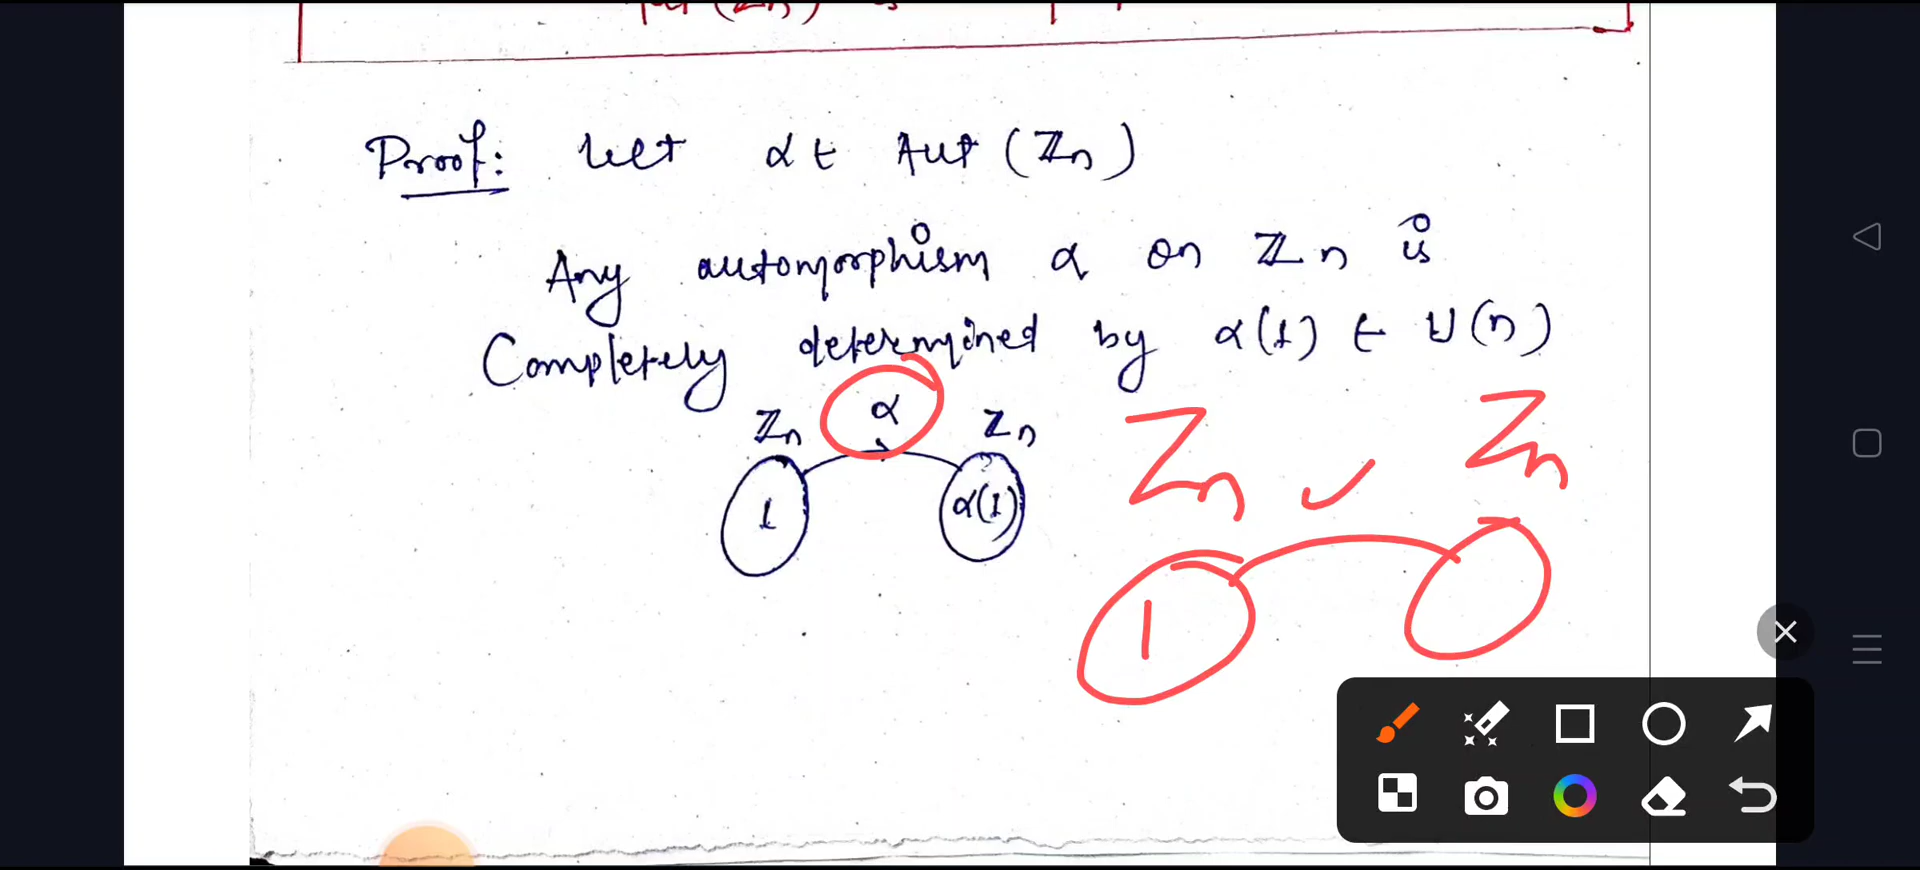 Proof: Let α ∈ Aut (ℤn)
Any automorphism α on ℤn is
Completely determined by α(1) ∈ U(n)
ℤn α ℤn
1 α(1)
Zn Zn
1